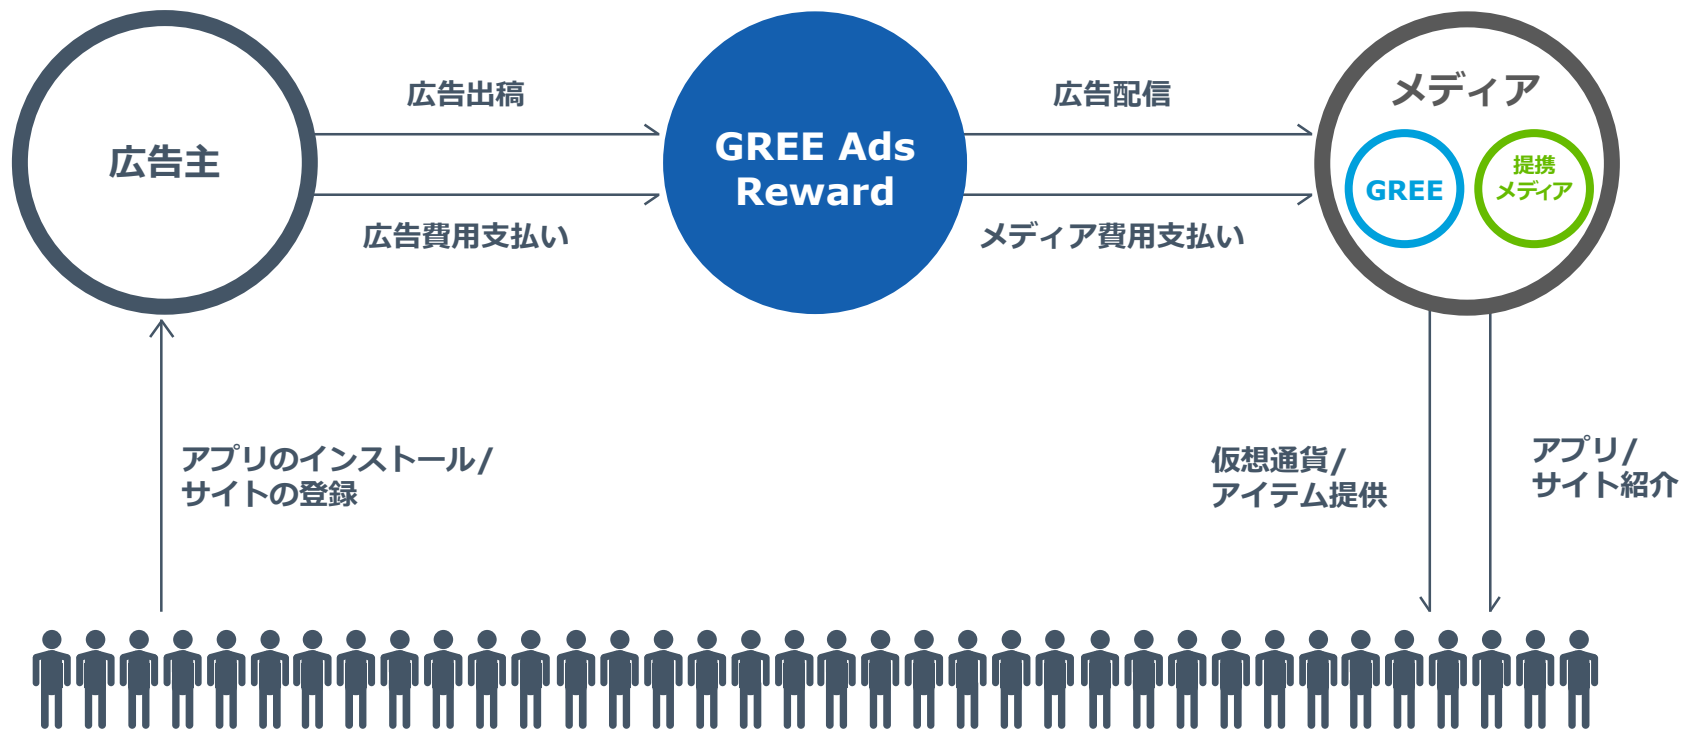 広告主
広告出稿
広告費用支払い
GREE Ads
Reward
広告配信
メディア費用支払い
メディア
GREE
提携
メディア
アプリのインストール/
サイトの登録
仮想通貨/
アイテム提供
アプリ/
サイト紹介